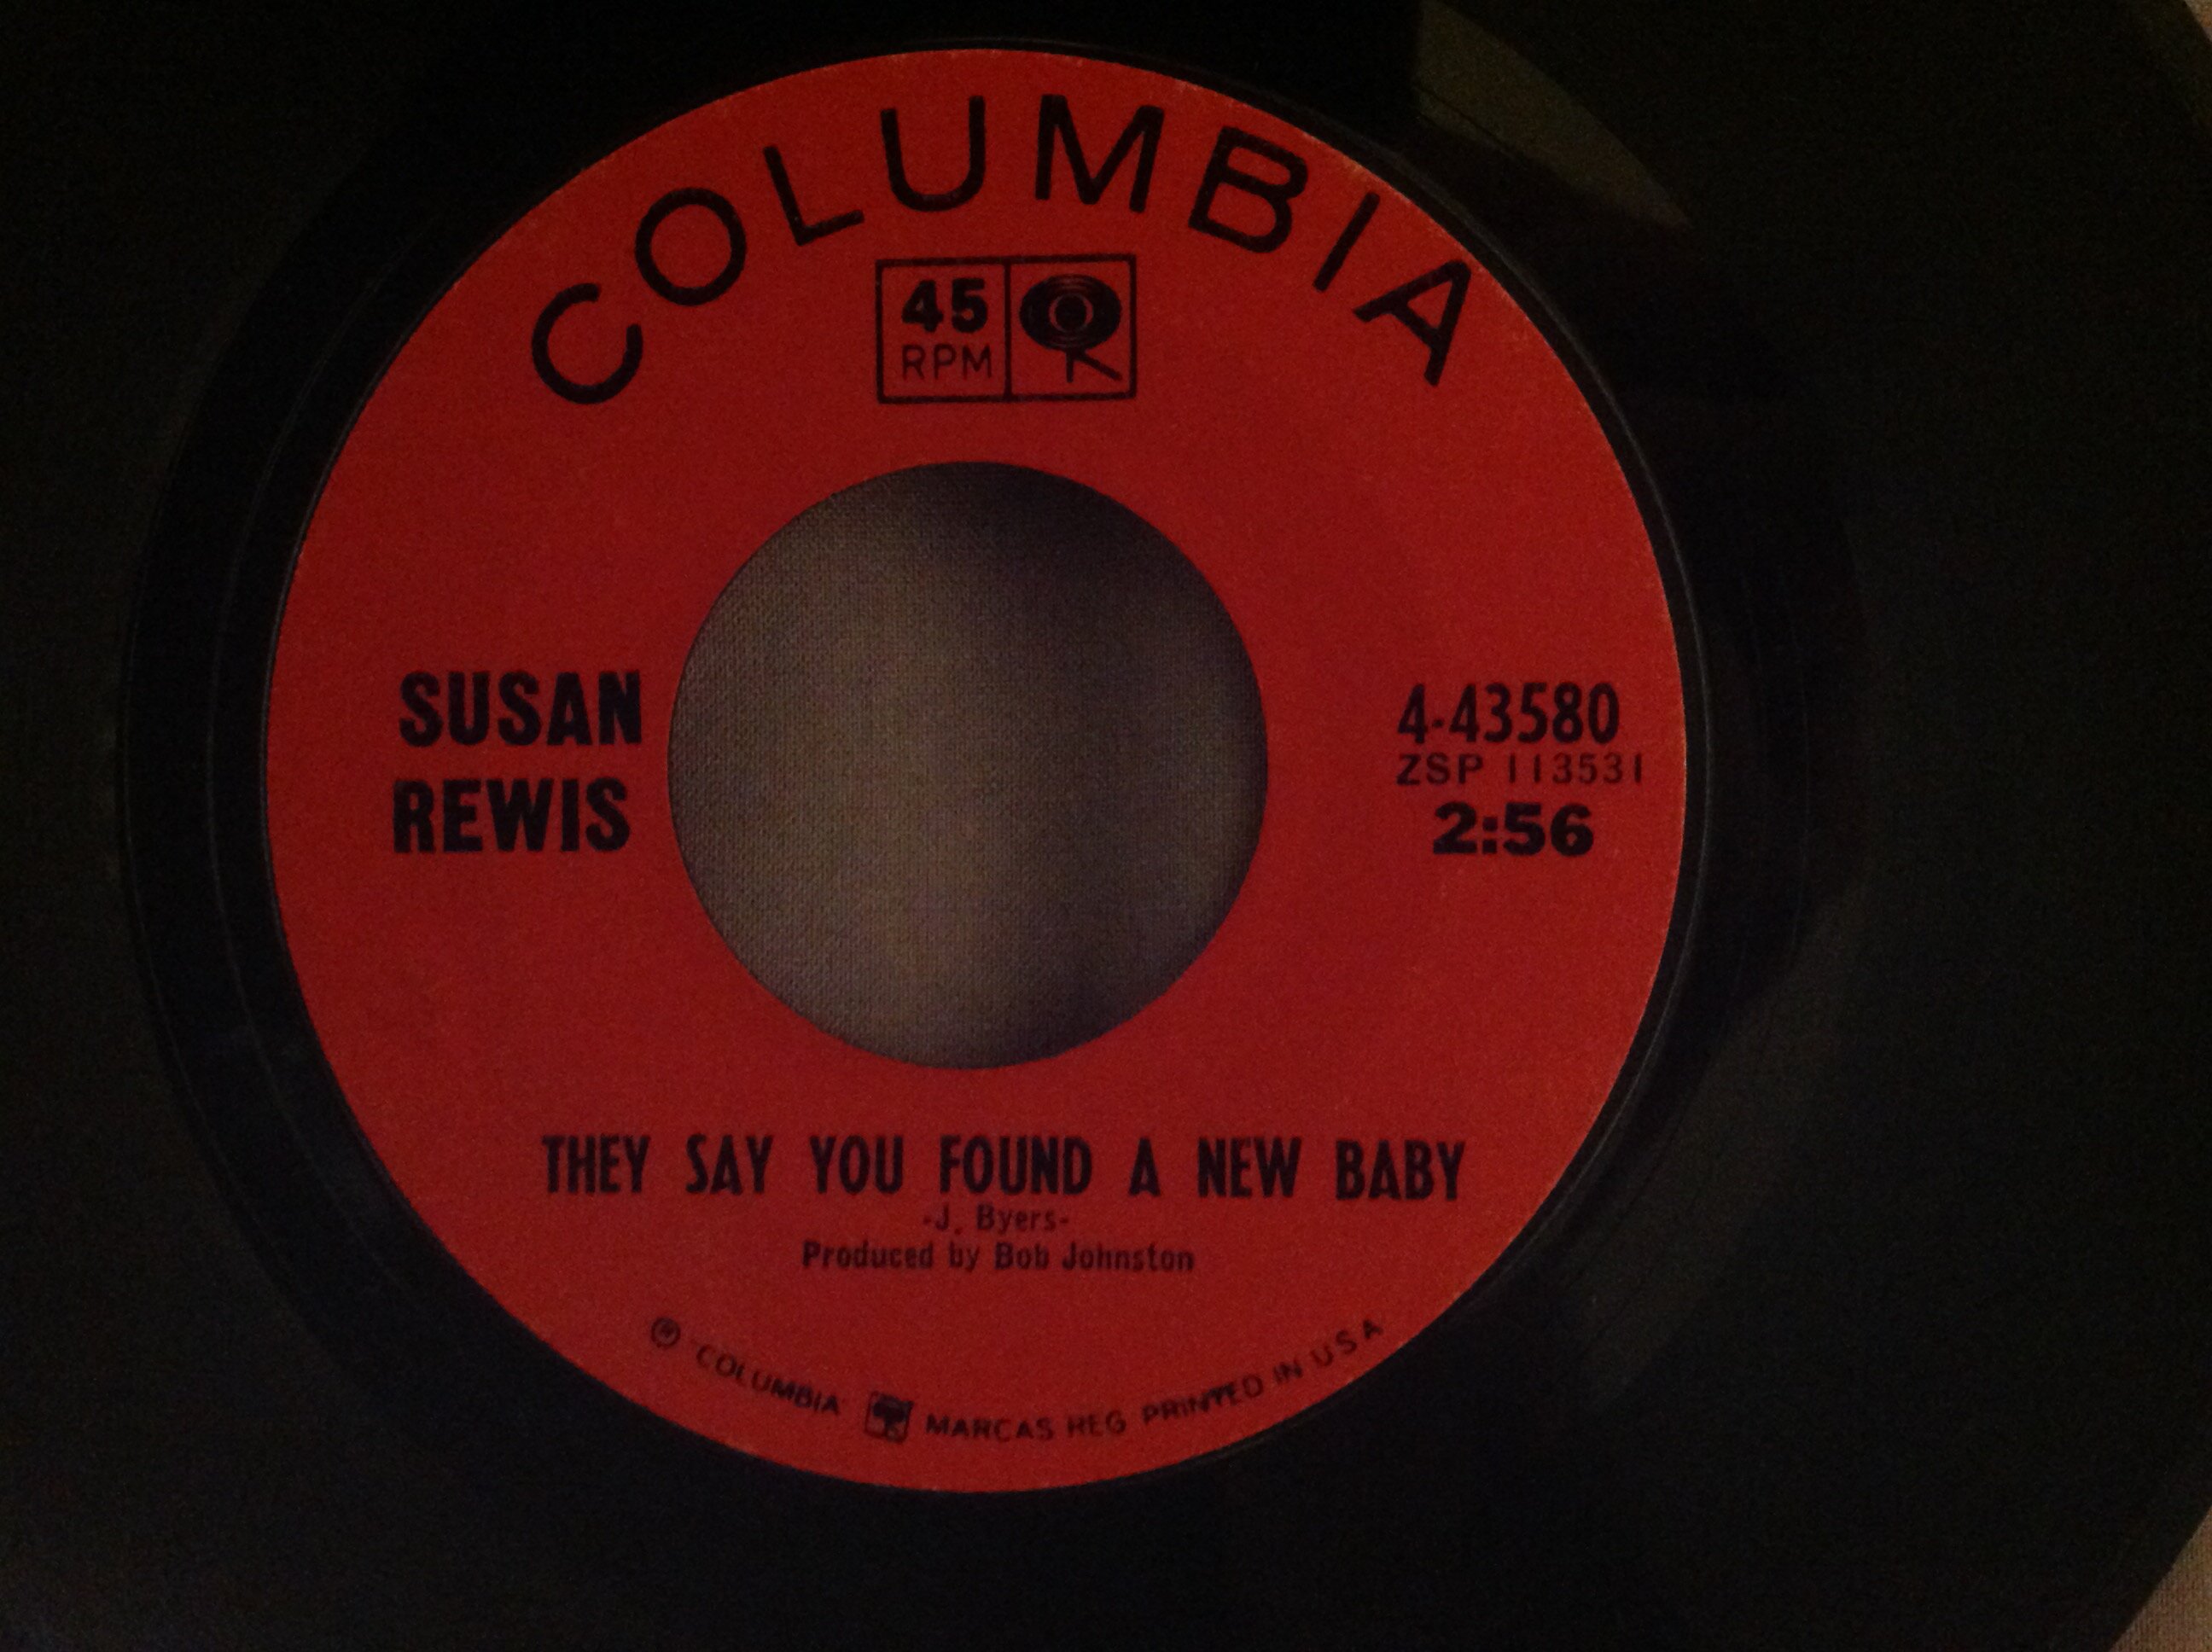 COLUMBIA
45
RPM
SUSAN
REWIS
4-43580
ZSP 113531
2:56
THEY SAY YOU FOUND A NEW BABY
-J. Byers-
Produced by Bob Johnston
® "COLUMBIA" MARCAS REG PRINTED IN U S A